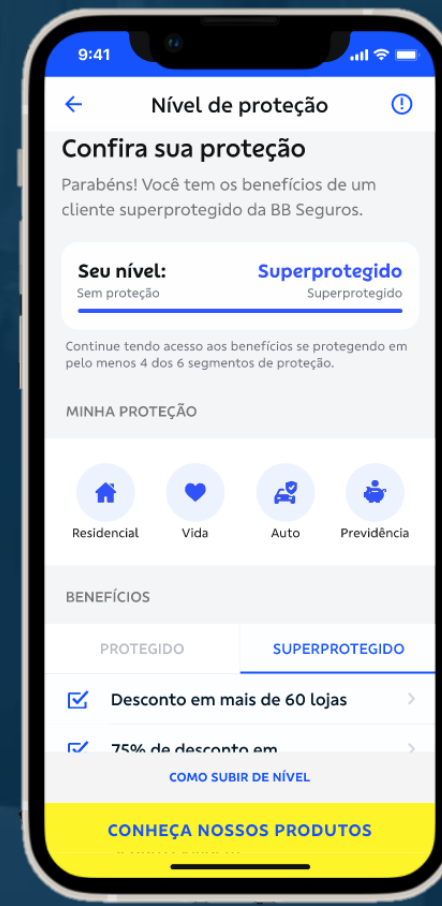 9:41
Nível de proteção
Confira sua proteção
Parabéns! Você tem os benefícios de um
cliente superprotegido da BB Seguros.
Seu nível: Superprotegido
Sem proteção Superprotegido
Continue tendo acesso aos benefícios se protegendo em
pelo menos 4 dos 6 segmentos de proteção.
MINHA PROTEÇÃO
Residencial Vida Auto Previdência
BENEFÍCIOS
PROTEGIDO SUPERPROTEGIDO
Desconto em mais de 60 lojas
75% de desconto em
COMO SUBIR DE NÍVEL
CONHEÇA NOSSOS PRODUTOS